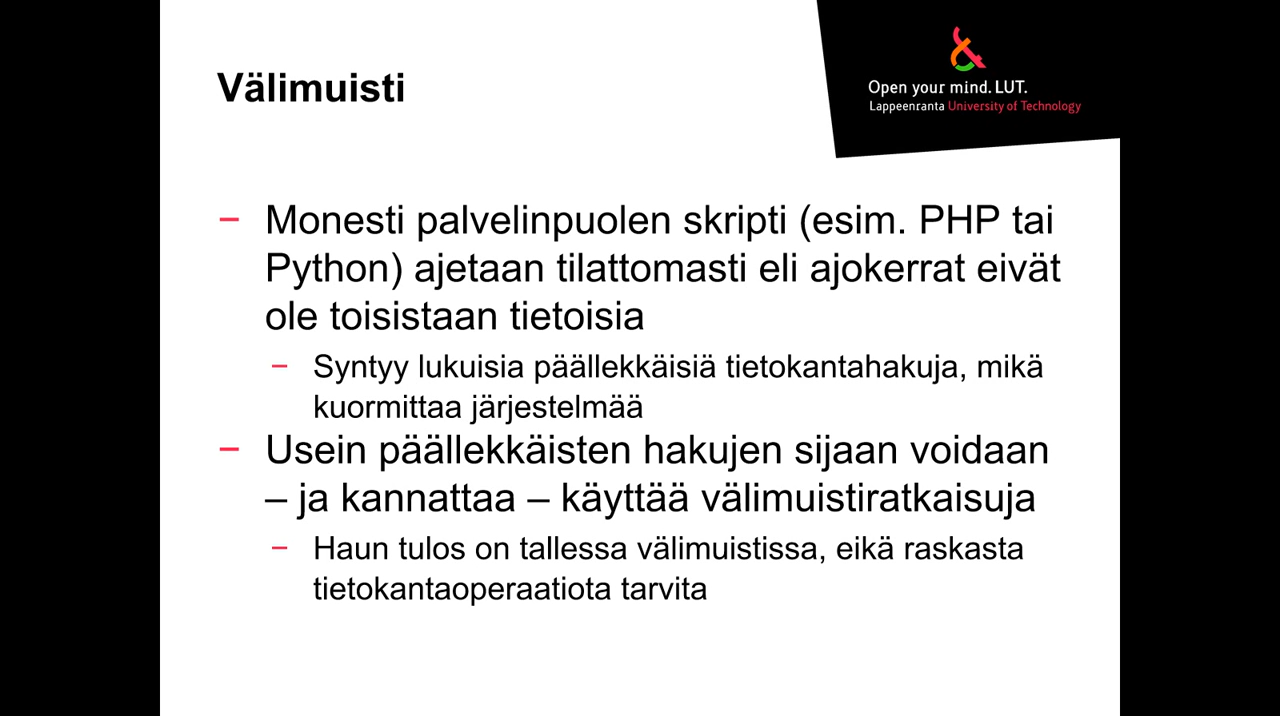 Välimuisti
Open your mind. LUT.
Lappeenranta University of Technology
− Monesti palvelinpuolen skripti (esim. PHP tai
Python) ajetaan tilattomasti eli ajokerrat eivät
ole toisistaan tietoisia
− Syntyy lukuisia päällekkäisiä tietokantahakuja, mikä
kuormittaa järjestelmää
− Usein päällekkäisten hakujen sijaan voidaan
– ja kannattaa – käyttää välimuistiratkaisuja
− Haun tulos on tallessa välimuistissa, eikä raskasta
tietokantaoperaatiota tarvita